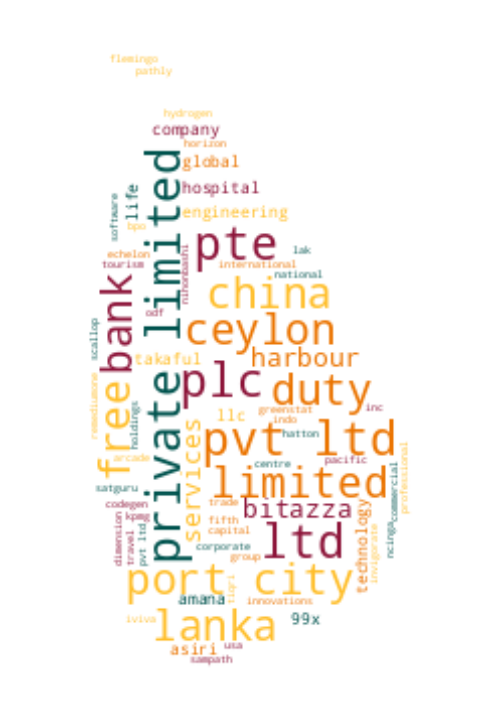 flemingo
pathly
hydrogen
company
horizon
global
hospital
life
software
engineering
bpo
private limited
pte
lak
echelon
tourism
nihonbashi
international
national
bank
china
odf
ceylon
scallop
takaful
harbour
plc
duty
free
remediumone
holdings
llc
greenstat
inc
indo
services
pvt ltd
hatton
arcade
centre
pacific
professional
commercial
satguru
limited
codegen
trade
bitazza
kpmg
fifth
technology
dimension
travel
pvt ltd
capital
ltd
ncinga
invigorate
corporate
group
port city
tiqri
amana
innovations
iviva
lanka
99x
asiri
usa
sampath